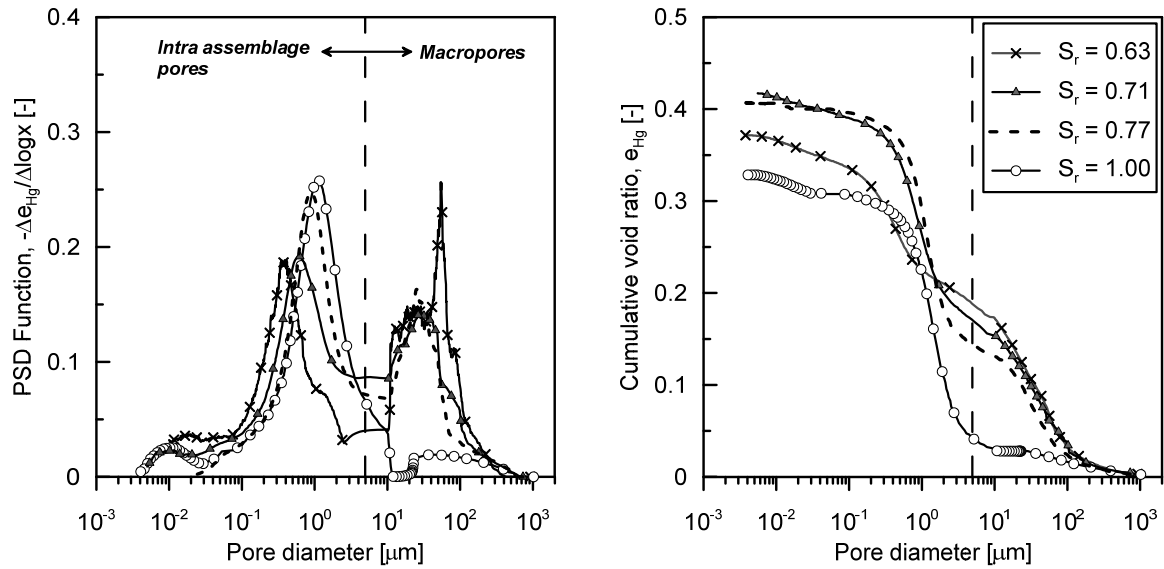 0.4
0.3
0.2
0.1
0
PSD Function, -Δe_Hg/Δlogx [-]
Intra assemblage
pores
Macropores
10^-3 10^-2 10^-1 10^0 10^1 10^2 10^3
Pore diameter [μm]
0.5
0.4
0.3
0.2
0.1
0
Cumulative void ratio, e_Hg [-]
S_r = 0.63
S_r = 0.71
S_r = 0.77
S_r = 1.00
10^-3 10^-2 10^-1 10^0 10^1 10^2 10^3
Pore diameter [μm]